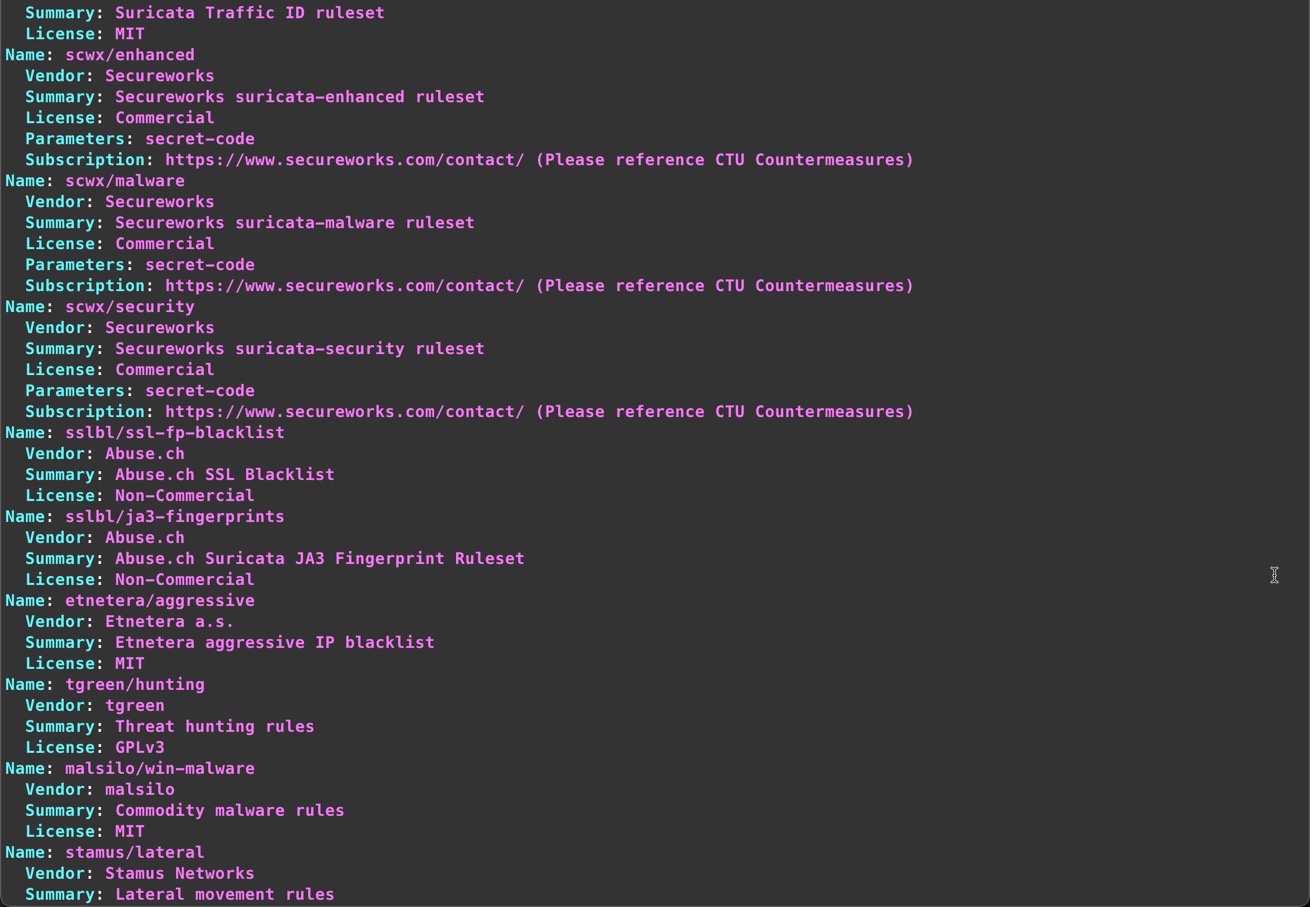 Summary: Suricata Traffic ID ruleset
License: MIT
Name: scwx/enhanced
Vendor: Secureworks
Summary: Secureworks suricata-enhanced ruleset
License: Commercial
Parameters: secret-code
Subscription: https://www.secureworks.com/contact/ (Please reference CTU Countermeasures)
Name: scwx/malware
Vendor: Secureworks
Summary: Secureworks suricata-malware ruleset
License: Commercial
Parameters: secret-code
Subscription: https://www.secureworks.com/contact/ (Please reference CTU Countermeasures)
Name: scwx/security
Vendor: Secureworks
Summary: Secureworks suricata-security ruleset
License: Commercial
Parameters: secret-code
Subscription: https://www.secureworks.com/contact/ (Please reference CTU Countermeasures)
Name: sslbl/ssl-fp-blacklist
Vendor: Abuse.ch
Summary: Abuse.ch SSL Blacklist
License: Non-Commercial
Name: sslbl/ja3-fingerprints
Vendor: Abuse.ch
Summary: Abuse.ch Suricata JA3 Fingerprint Ruleset
License: Non-Commercial
Name: etnetera/aggressive
Vendor: Etnetera a.s.
Summary: Etnetera aggressive IP blacklist
License: MIT
Name: tgreen/hunting
Vendor: tgreen
Summary: Threat hunting rules
License: GPLv3
Name: malsilo/win-malware
Vendor: malsilo
Summary: Commodity malware rules
License: MIT
Name: stamus/lateral
Vendor: Stamus Networks
Summary: Lateral movement rules